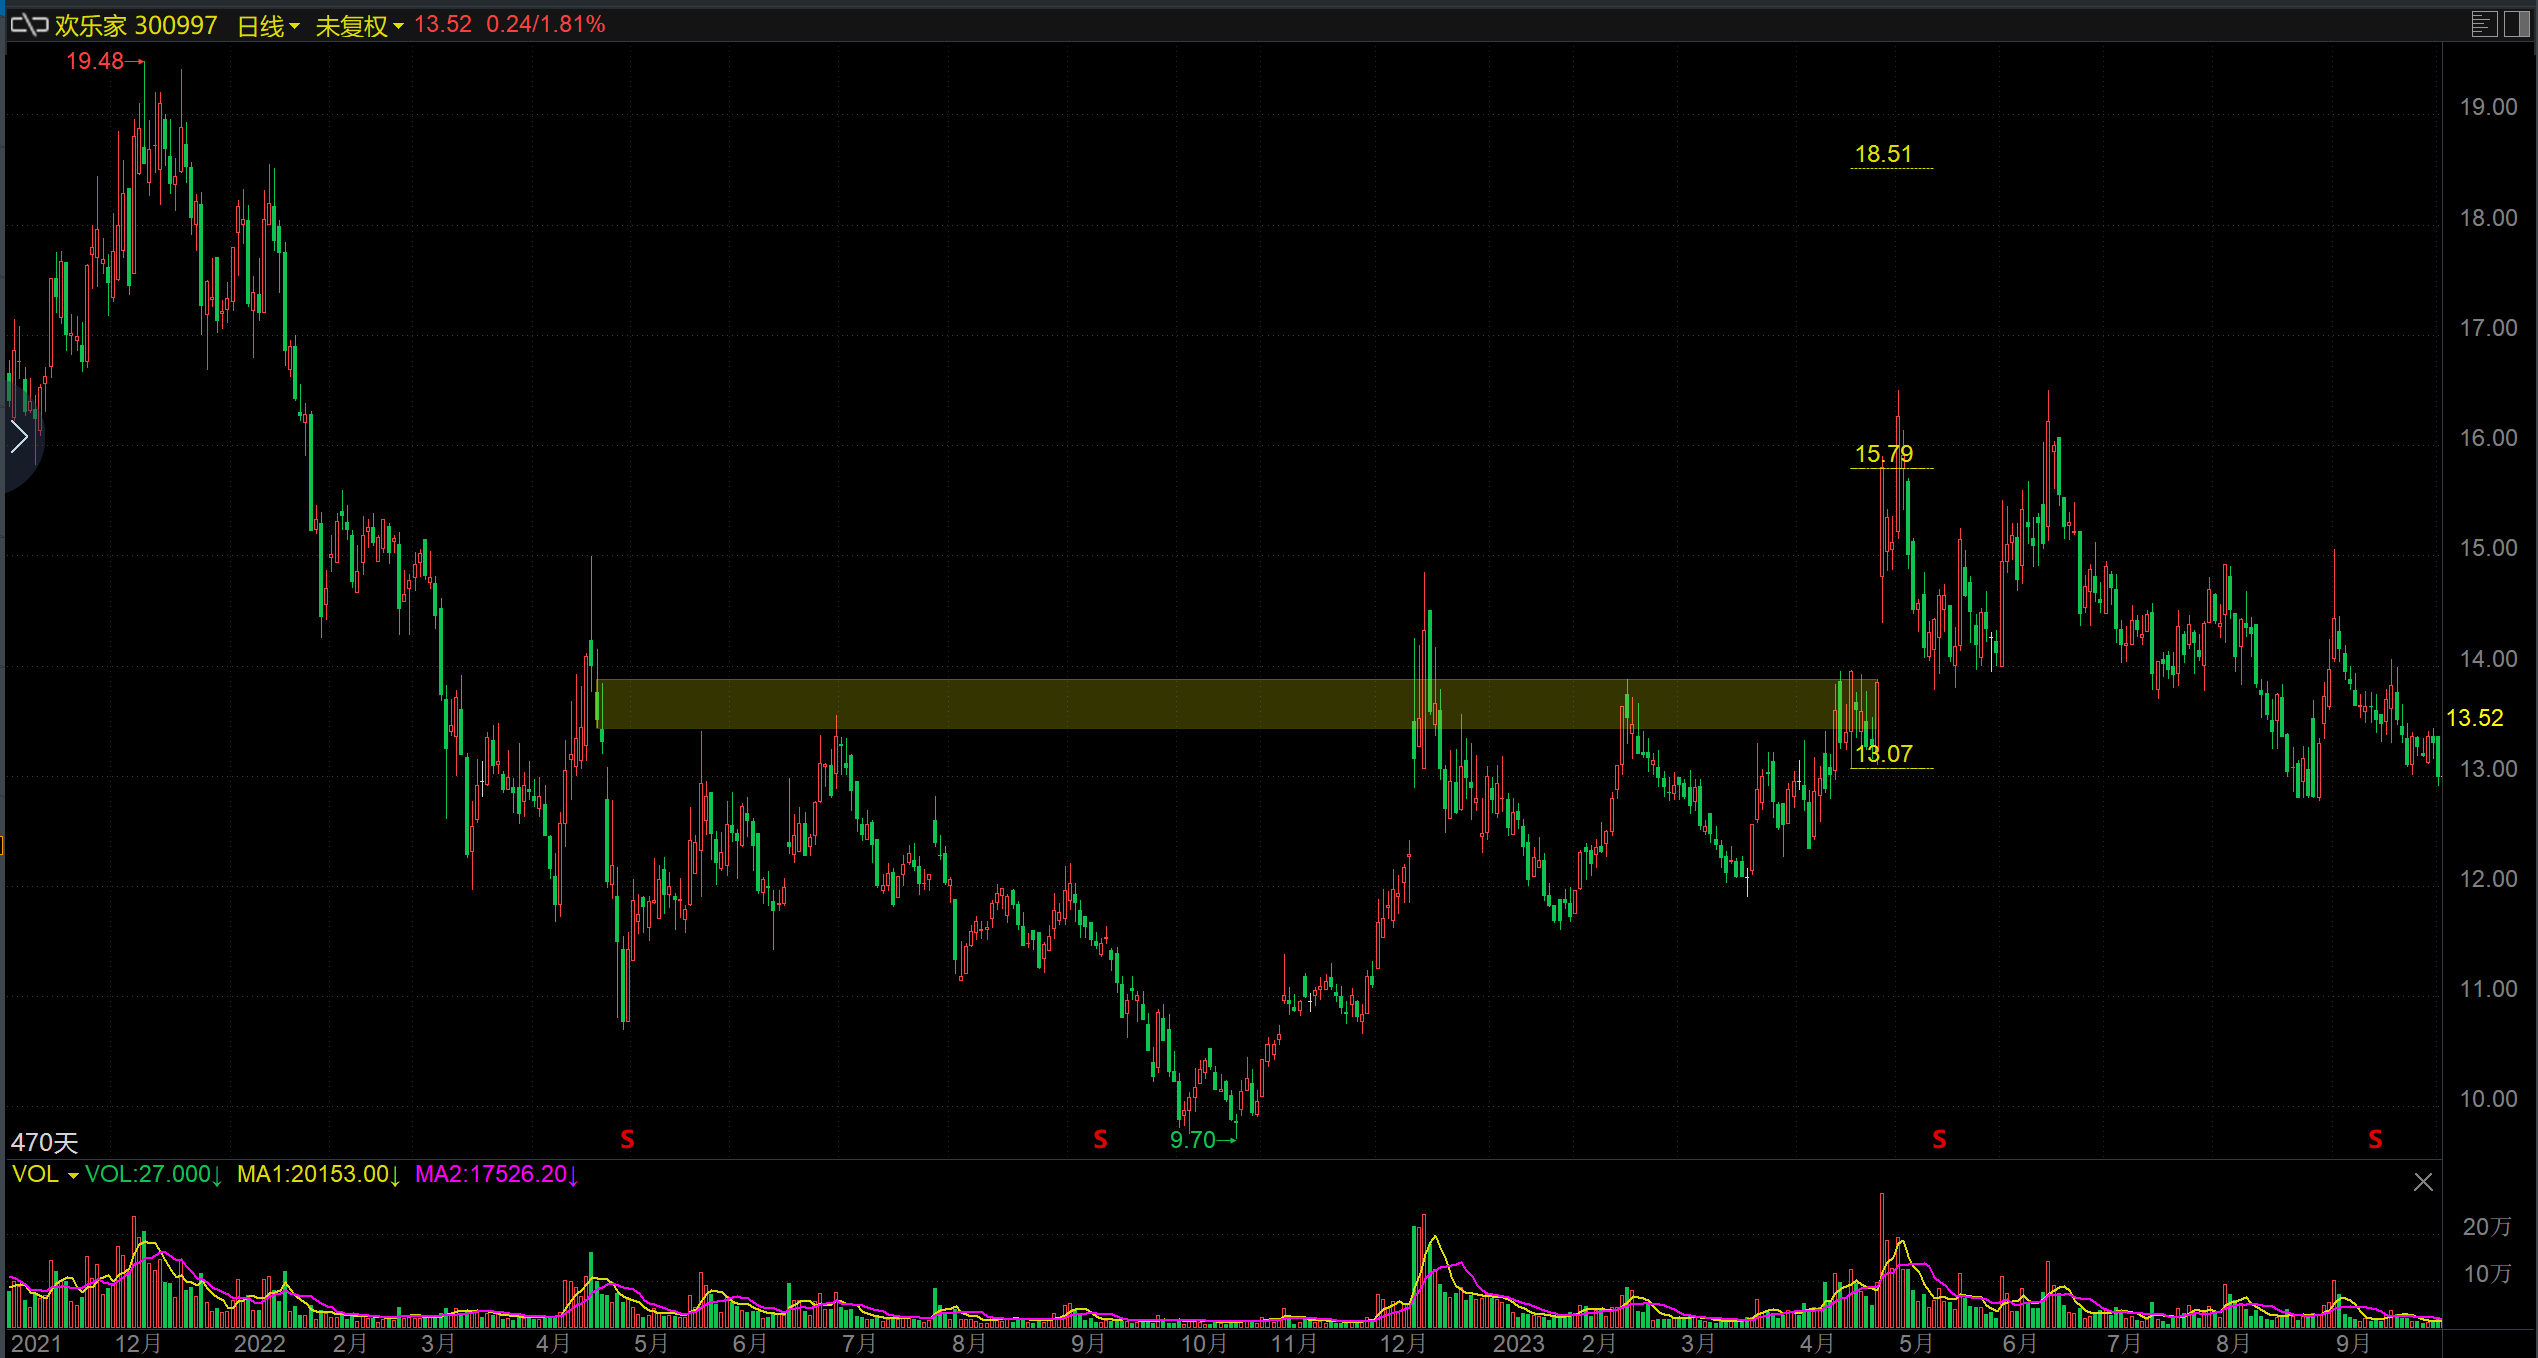 欢乐家 300997 日线 未复权 13.52 0.24/1.81%
19.48
19.00
18.51
18.00
17.00
16.00
15.79
15.00
14.00
13.52
13.07
13.00
12.00
11.00
10.00
9.70
470天
S S S S
VOL VOL:27.000↓ MA1:20153.00↓ MA2:17526.20↓
20万
10万
2021 12月 2022 2月 3月 4月 5月 6月 7月 8月 9月 10月 11月 12月 2023 2月 3月 4月 5月 6月 7月 8月 9月